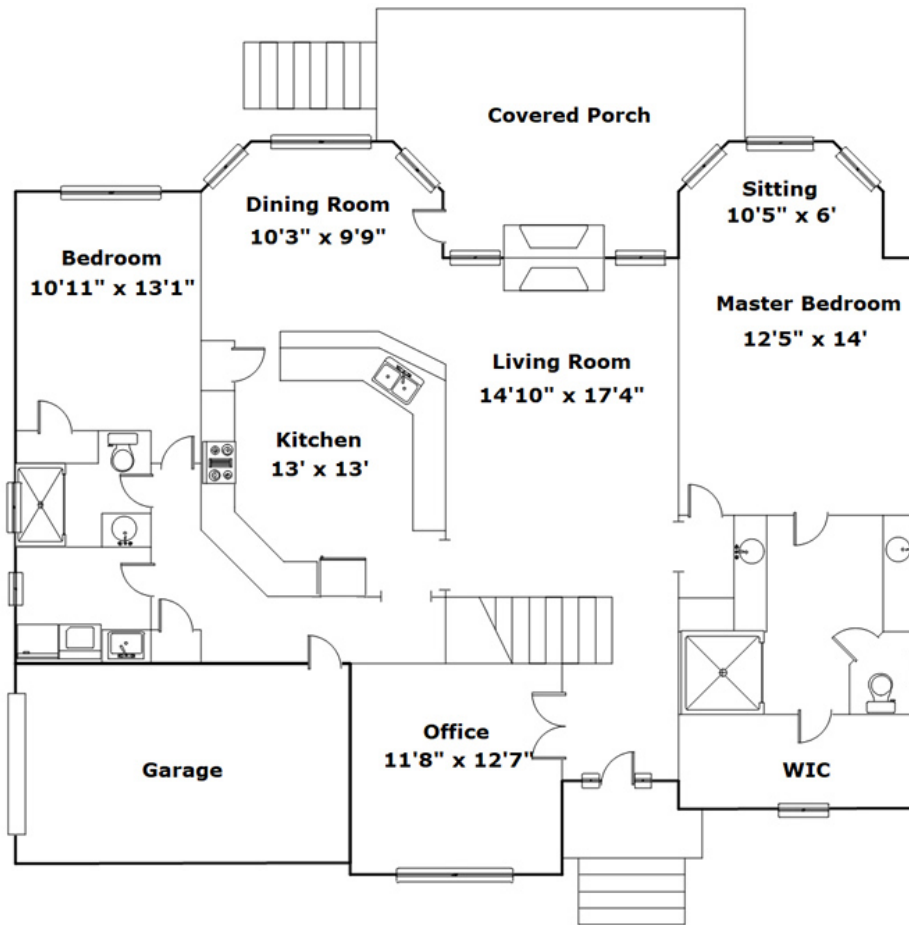 Covered Porch
Sitting
10'5" x 6'
Dining Room
10'3" x 9'9"
Bedroom
10'11" x 13'1"
Master Bedroom
12'5" x 14'
Living Room
14'10" x 17'4"
Kitchen
13' x 13'
Office
11'8" x 12'7"
Garage
WIC